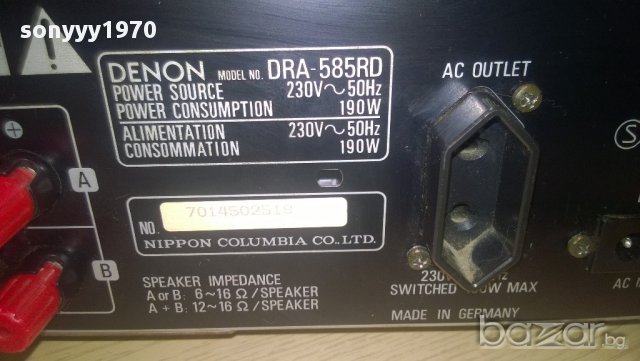 sonyyy1970
DENON MODEL NO. DRA-585RD
POWER SOURCE 230V~50Hz
POWER CONSUMPTION 190W
ALIMENTATION 230V~50Hz
CONSOMMATION 190W
AC OUTLET
+
A
S
NO. 7014502518
NIPPON COLUMBIA CO.,LTD.
B
SPEAKER IMPEDANCE
A or B: 6~16 Ω/SPEAKER
A + B: 12~16 Ω/SPEAKER
SWITCHED MAX
MADE IN GERMANY
bazar.bg